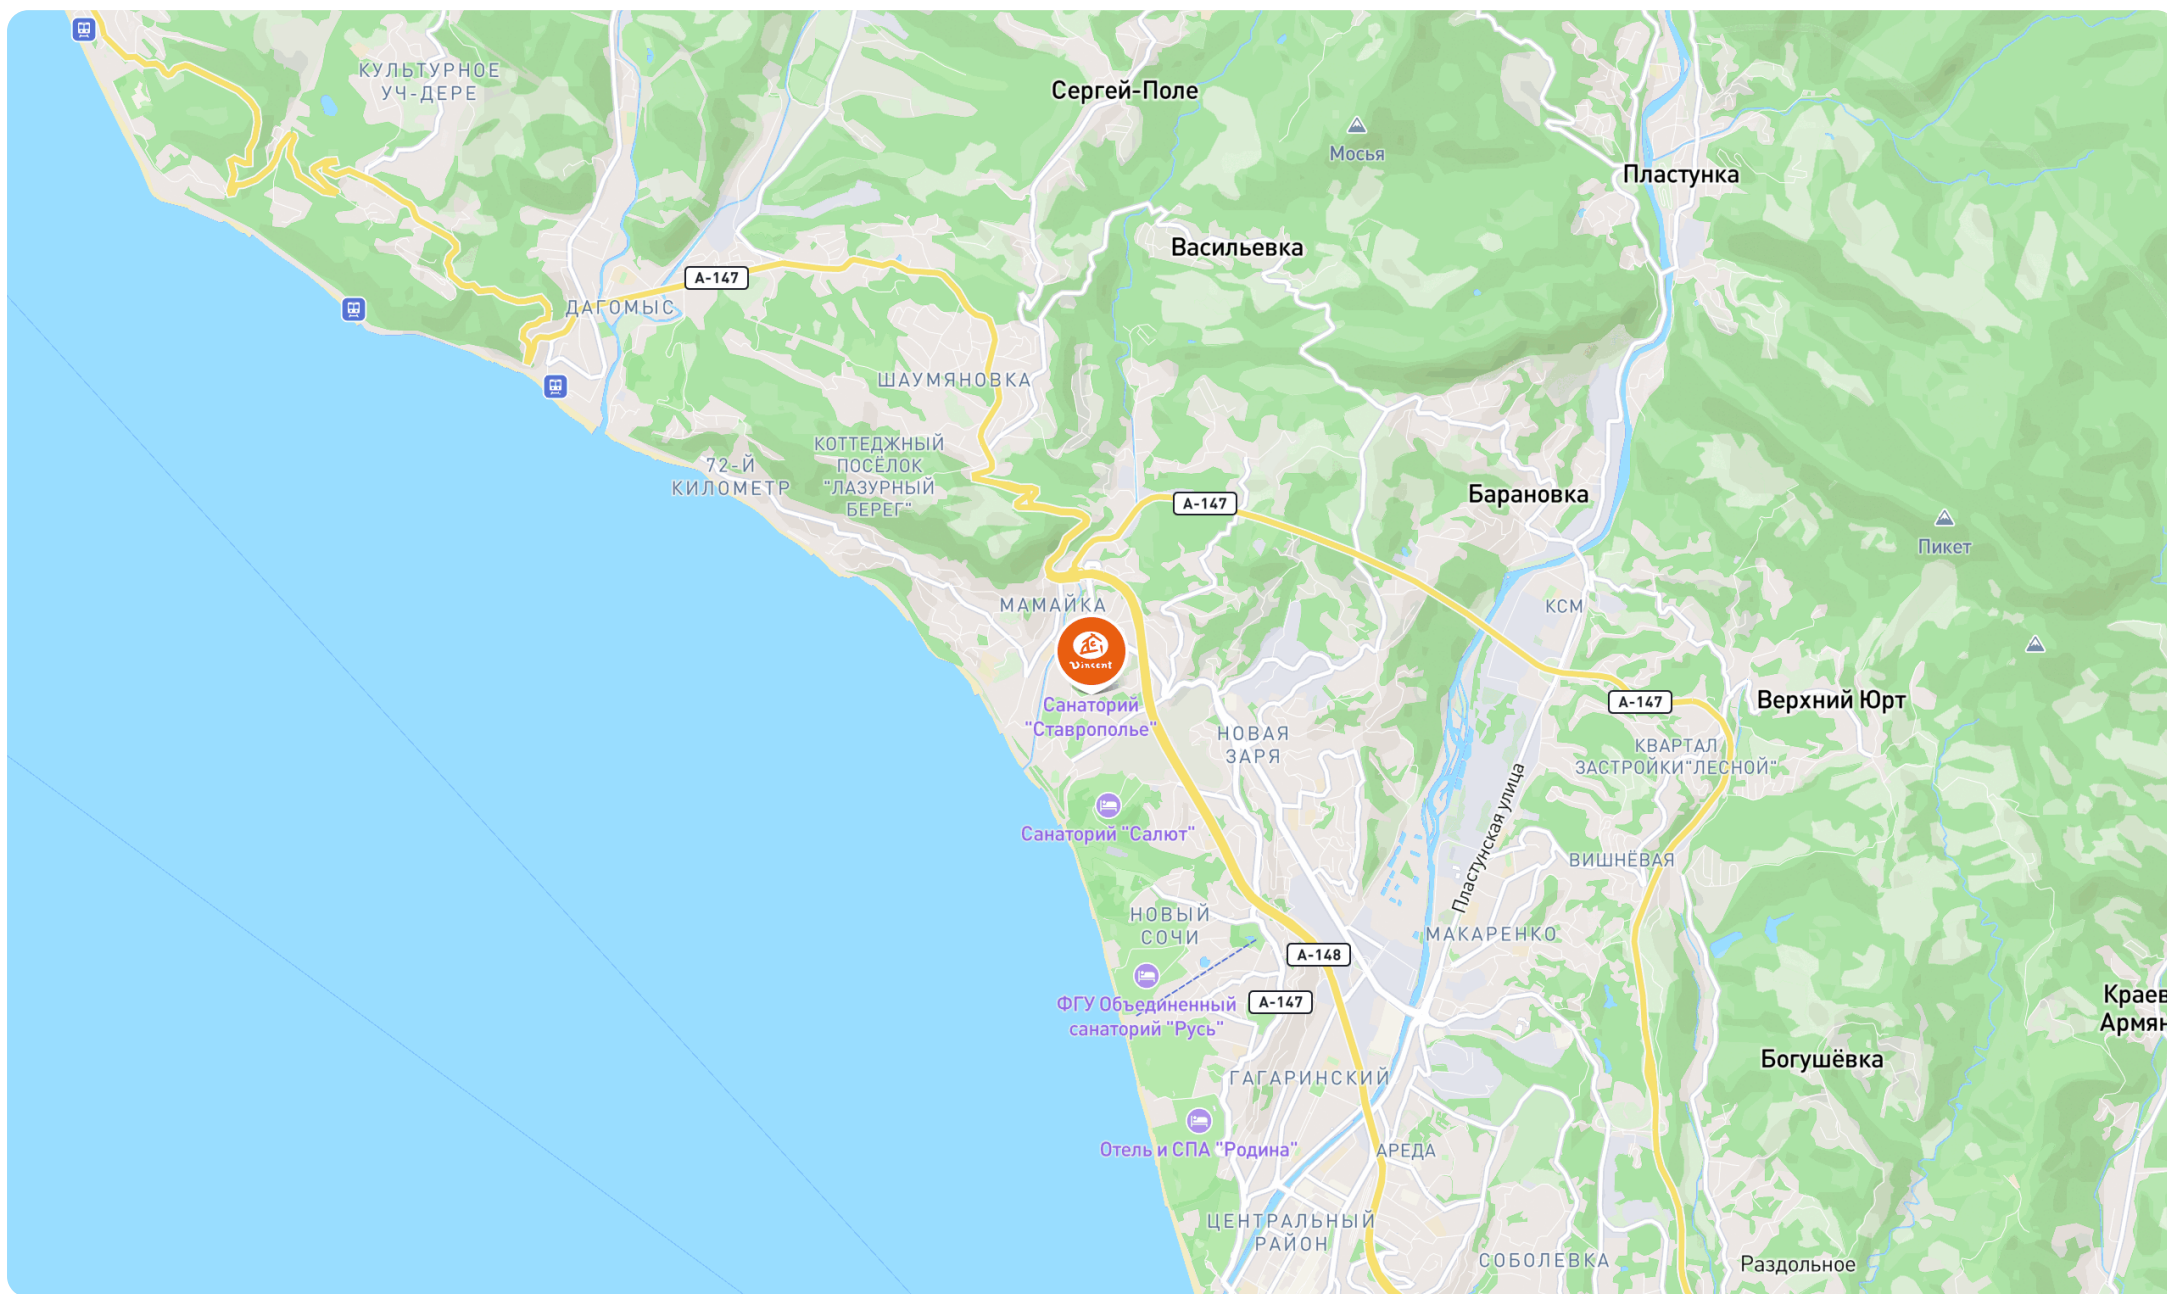 КУЛЬТУРНОЕ
УЧ-ДЕРЕ
Сергей-Поле
Мосья
Пластунка
Васильевка
А-147
ДАГОМЫС
ШАУМЯНОВКА
КОТТЕДЖНЫЙ
ПОСЁЛОК
"ЛАЗУРНЫЙ
БЕРЕГ"
72-Й
КИЛОМЕТР
А-147
Барановка
Пикет
МАМАЙКА
КСМ
Vincent
Санаторий
"Ставрополье"
А-147
Верхний Юрт
НОВАЯ
ЗАРЯ
КВАРТАЛ
ЗАСТРОЙКИ"ЛЕСНОЙ"
Пластунская улица
Санаторий "Салют"
ВИШНЁВАЯ
НОВЫЙ
СОЧИ
МАКАРЕНКО
А-148
ФГУ Объединенный
санаторий "Русь"
А-147
Краев
Армян
Богушёвка
ГАГАРИНСКИЙ
Отель и СПА "Родина"
АРЕДА
ЦЕНТРАЛЬНЫЙ
РАЙОН
СОБОЛЕВКА
Раздольное